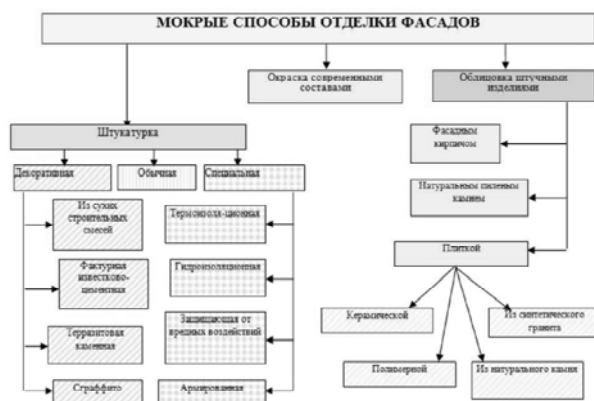 МОКРЫЕ СПОСОБЫ ОТДЕЛКИ ФАСАДОВ
Окраска современными
составами
Облицовка штучными
изделиями
Штукатурка
Фасадным
кирпичом
Декоративная
Обычная
Специальная
Натуральным пиленым
камнем
Из сухих
строительных
смесей
Термоизоля-ционная
Фактурная
известково-
цементная
Гидроизоляционная
Плиткой
Терразитовая
каменная
Защищающая от
вредных воздействий
Керамической
Из синтетического
гранита
Полимерной
Из натурального камня
Сграффито
Армированная